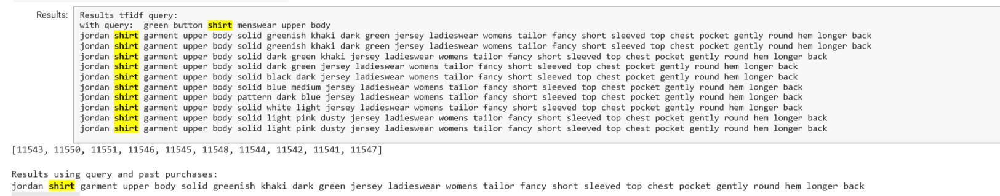 Results: Results tfidf query:
with query: green button shirt menswear upper body
jordan shirt garment upper body solid greenish khaki dark green jersey ladieswear womens tailor fancy short sleeved top chest pocket gently round hem longer back
jordan shirt garment upper body solid greenish khaki dark green jersey ladieswear womens tailor fancy short sleeved top chest pocket gently round hem longer back
jordan shirt garment upper body solid dark green khaki jersey ladieswear womens tailor fancy short sleeved top chest pocket gently round hem longer back
jordan shirt garment upper body solid dark green jersey ladieswear womens tailor fancy short sleeved top chest pocket gently round hem longer back
jordan shirt garment upper body solid black dark jersey ladieswear womens tailor fancy short sleeved top chest pocket gently round hem longer back
jordan shirt garment upper body solid blue medium jersey ladieswear womens tailor fancy short sleeved top chest pocket gently round hem longer back
jordan shirt garment upper body pattern dark blue jersey ladieswear womens tailor fancy short sleeved top chest pocket gently round hem longer back
jordan shirt garment upper body solid white light jersey ladieswear womens tailor fancy short sleeved top chest pocket gently round hem longer back
jordan shirt garment upper body solid light pink dusty jersey ladieswear womens tailor fancy short sleeved top chest pocket gently round hem longer back
jordan shirt garment upper body solid light pink dusty jersey ladieswear womens tailor fancy short sleeved top chest pocket gently round hem longer back
[11543, 11550, 11551, 11546, 11545, 11548, 11544, 11542, 11541, 11547]
Results using query and past purchases:
jordan shirt garment upper body solid greenish khaki dark green jersey ladieswear womens tailor fancy short sleeved top chest pocket gently round hem longer back